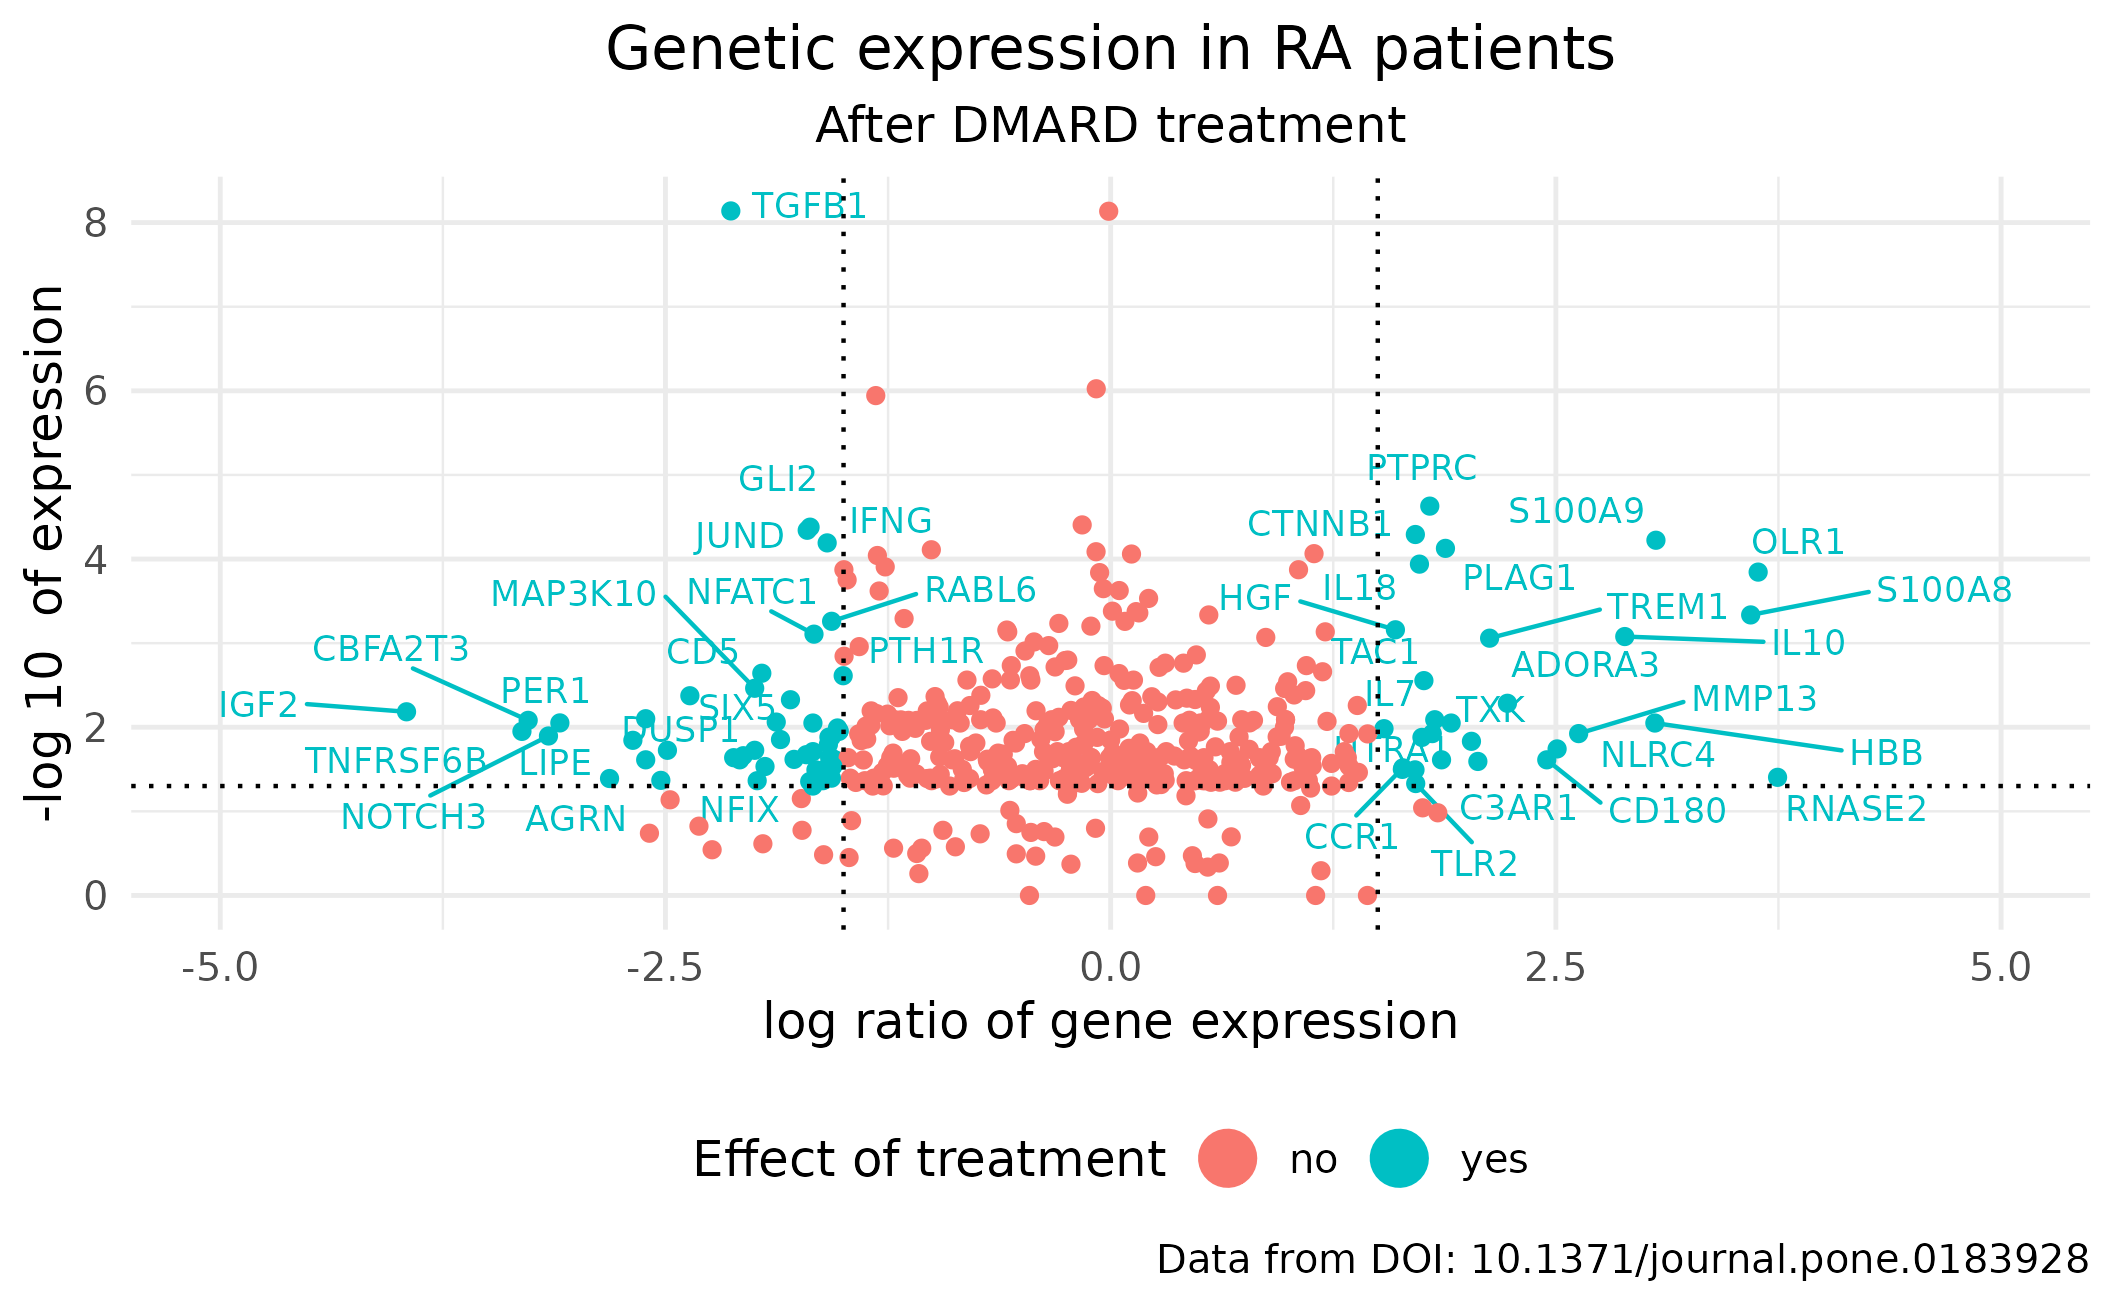 Genetic expression in RA patients
After DMARD treatment
-log 10  of expression
8
6
4
2
0
TGFB1
GLI2
IFNG
JUND
MAP3K10
NFATC1
RABL6
CBFA2T3
CD5
PTH1R
IGF2
PER1
SIX5
DUSP1
TNFRSF6B
LIPE
NOTCH3
AGRN
NFIX
PTPRC
CTNNB1
S100A9
OLR1
HGF
IL18
PLAG1
TREM1
S100A8
TAC1
ADORA3
IL10
IL7
TXK
MMP13
HTRA1
NLRC4
HBB
CCR1
C3AR1
CD180
RNASE2
TLR2
-5.0
-2.5
0.0
2.5
5.0
log ratio of gene expression
Effect of treatment
no
yes
Data from DOI: 10.1371/journal.pone.0183928